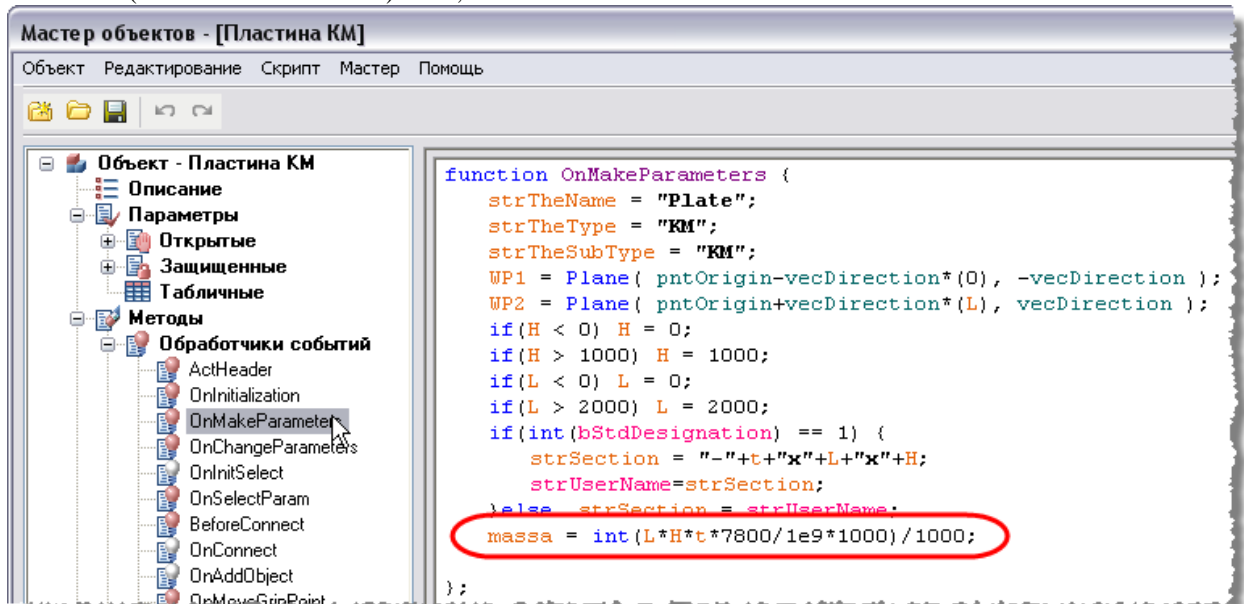 Мастер объектов - [Пластина КМ]
Объект Редактирование Скрипт Мастер Помощь
Объект - Пластина КМ
Описание
Параметры
Открытые
Защищенные
Табличные
Методы
Обработчики событий
ActHeader
OnInitialization
OnMakeParameters
OnChangeParameters
OnInitSelect
OnSelectParam
BeforeConnect
OnConnect
OnAddObject
OnMoveGripPoint
function OnMakeParameters {
strTheName = "Plate";
strTheType = "KM";
strTheSubType = "KM";
WP1 = Plane( pntOrigin-vecDirection*(0), -vecDirection );
WP2 = Plane( pntOrigin+vecDirection*(L), vecDirection );
if(H < 0) H = 0;
if(H > 1000) H = 1000;
if(L < 0) L = 0;
if(L > 2000) L = 2000;
if(int(bStdDesignation) == 1) {
strSection = "-"+t+"x"+L+"x"+H;
strUserName=strSection;
}else strSection = strUserName;
massa = int(L*H*t*7800/1e9*1000)/1000;
};